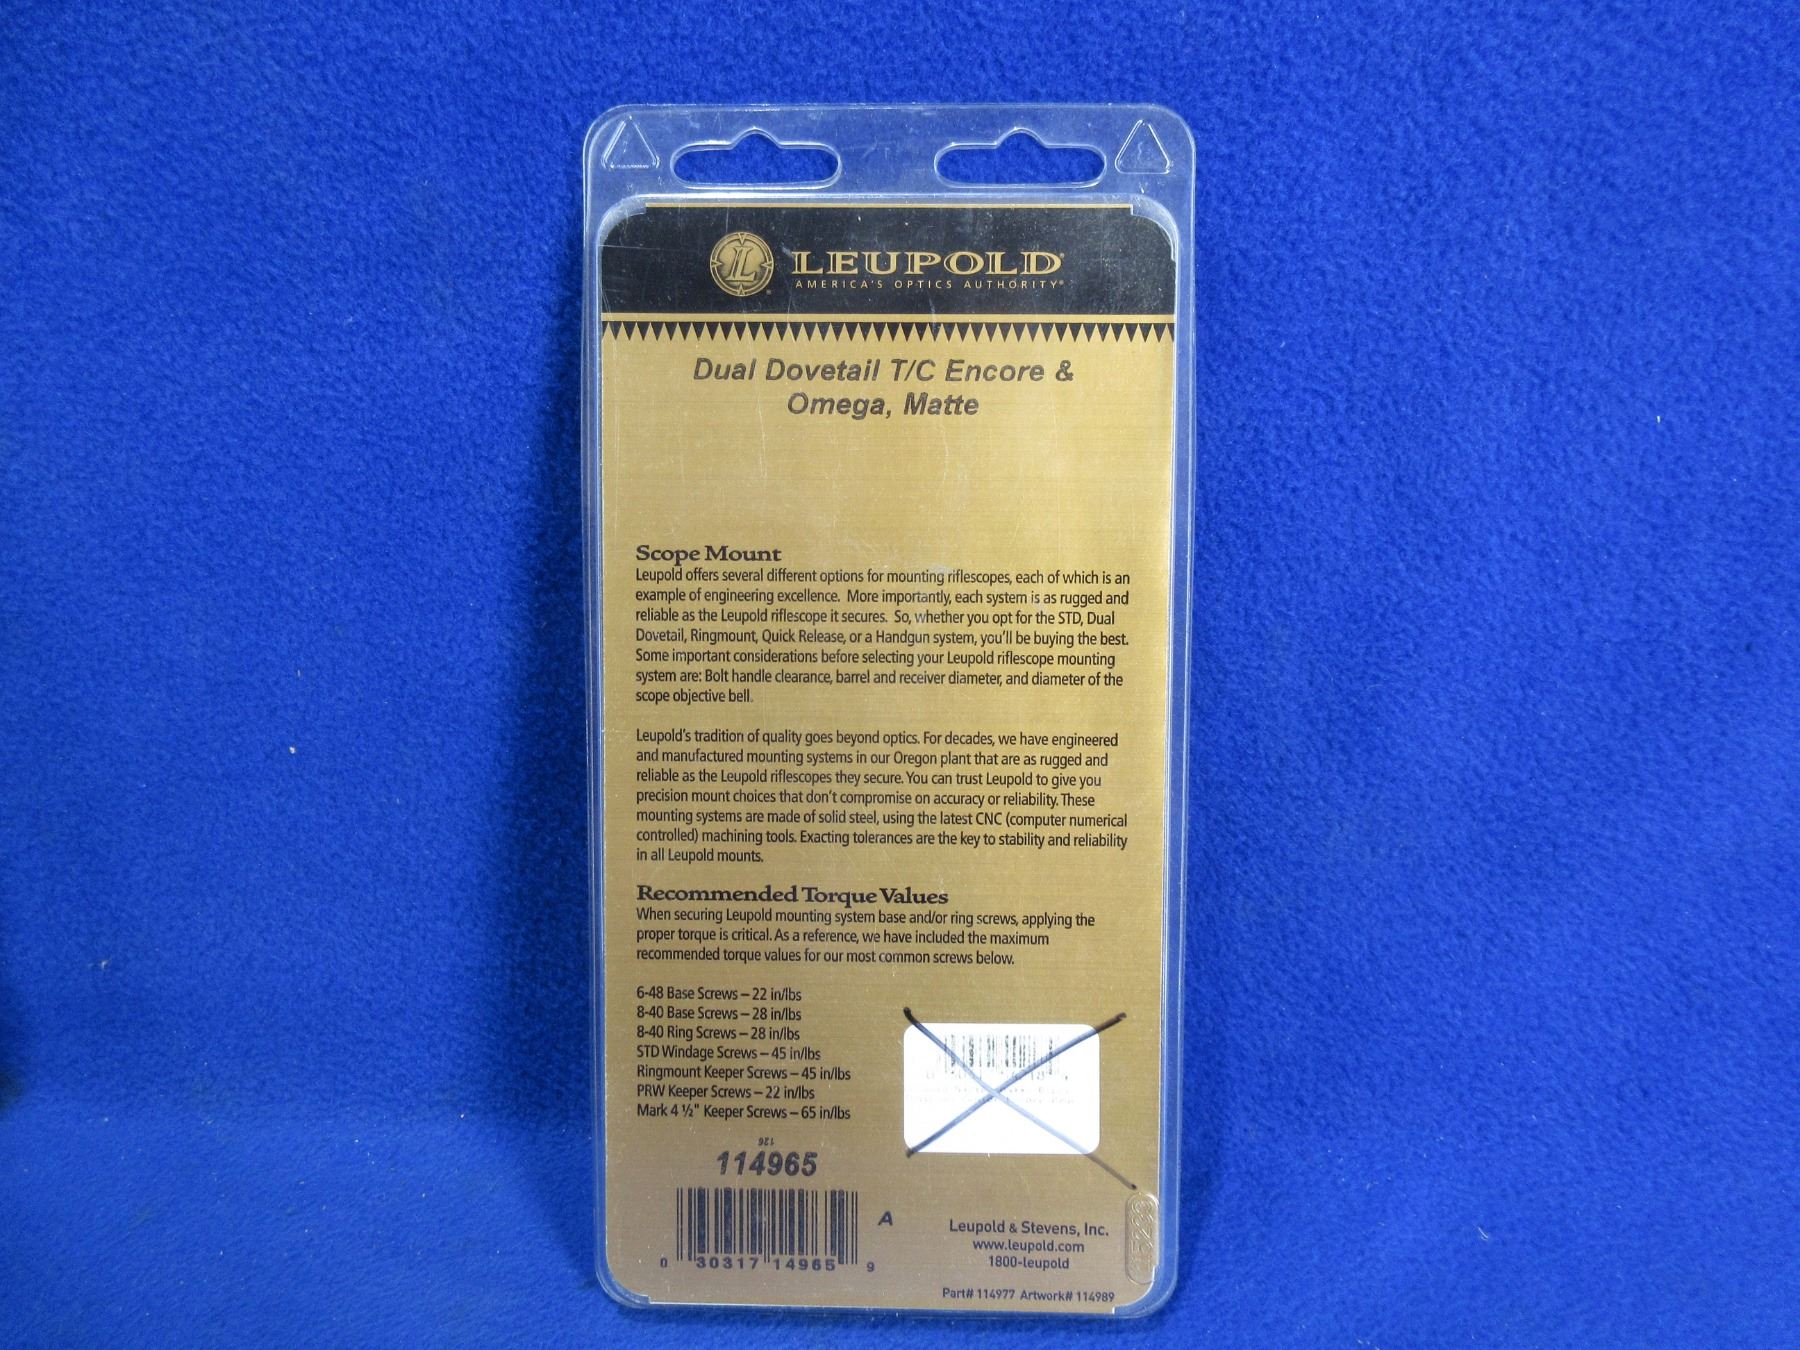 LEUPOLD®
AMERICA'S OPTICS AUTHORITY®
Dual Dovetail T/C Encore &
Omega, Matte
Scope Mount
Leupold offers several different options for mounting riflescopes, each of which is an
example of engineering excellence. More importantly, each system is as rugged and
reliable as the Leupold riflescope it secures. So, whether you opt for the STD, Dual
Dovetail, Ringmount, Quick Release, or a Handgun system, you'll be buying the best.
Some important considerations before selecting your Leupold riflescope mounting
system are: Bolt handle clearance, barrel and receiver diameter, and diameter of the
scope objective bell.
Leupold's tradition of quality goes beyond optics. For decades, we have engineered
and manufactured mounting systems in our Oregon plant that are as rugged and
reliable as the Leupold riflescopes they secure. You can trust Leupold to give you
precision mount choices that don't compromise on accuracy or reliability. These
mounting systems are made of solid steel, using the latest CNC (computer numerical
controlled) machining tools. Exacting tolerances are the key to stability and reliability
in all Leupold mounts.
Recommended Torque Values
When securing Leupold mounting system base and/or ring screws, applying the
proper torque is critical. As a reference, we have included the maximum
recommended torque values for our most common screws below.
6-48 Base Screws – 22 in/lbs
8-40 Base Screws – 28 in/lbs
8-40 Ring Screws – 28 in/lbs
STD Windage Screws – 45 in/lbs
Ringmount Keeper Screws – 45 in/lbs
PRW Keeper Screws – 22 in/lbs
Mark 4 ½" Keeper Screws – 65 in/lbs
126
114965
0 30317 14965 9
A
Leupold & Stevens, Inc.
www.leupold.com
1800-leupold
Part# 114977 Artwork# 114989